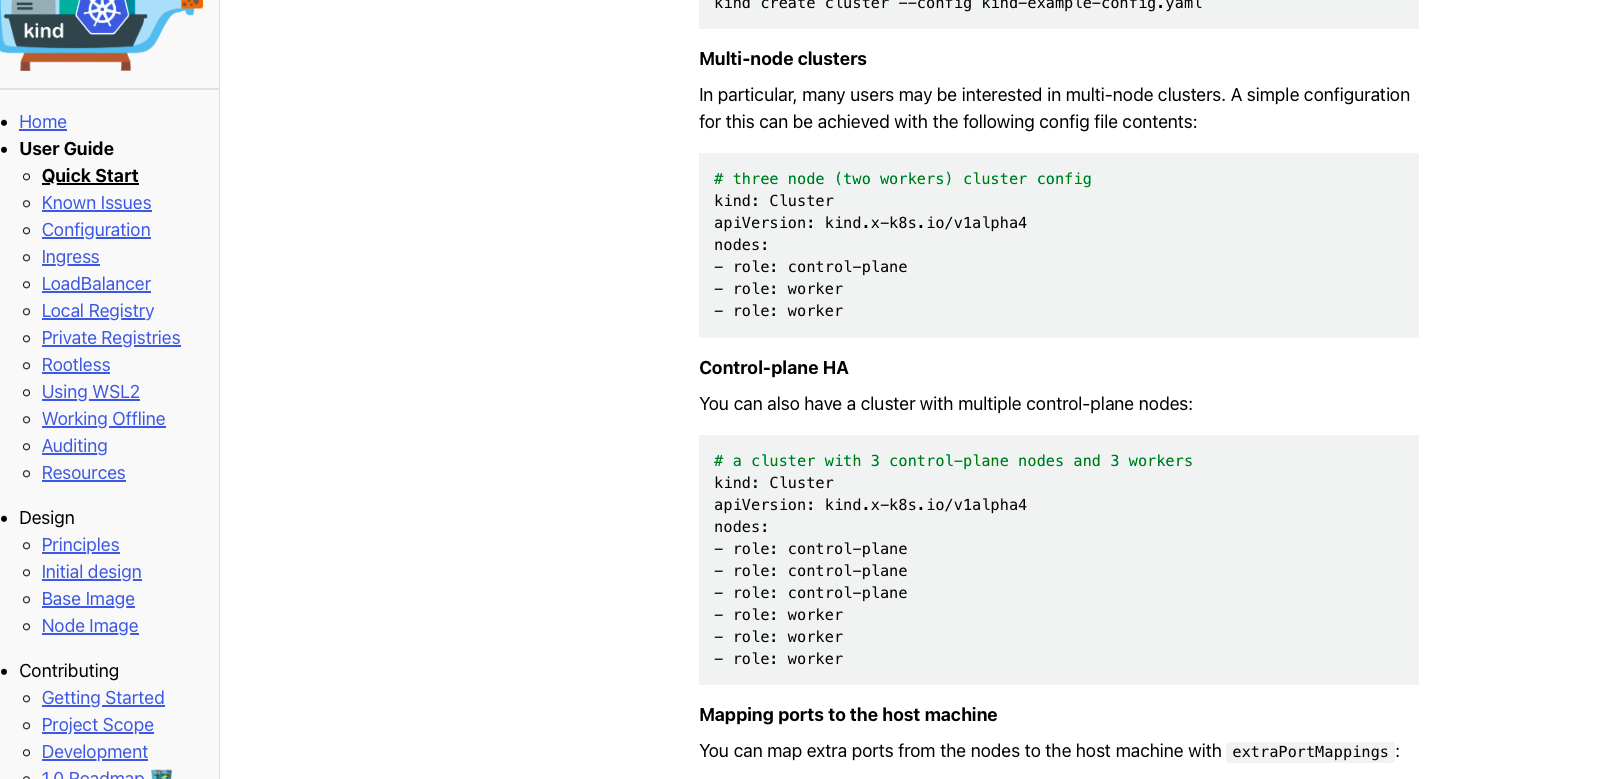 kind
Home
User Guide
Quick Start
Known Issues
Configuration
Ingress
LoadBalancer
Local Registry
Private Registries
Rootless
Using WSL2
Working Offline
Auditing
Resources
Design
Principles
Initial design
Base Image
Node Image
Contributing
Getting Started
Project Scope
Development
1.0 Roadmap
kind create cluster --config kind-example-config.yaml
Multi-node clusters
In particular, many users may be interested in multi-node clusters. A simple configuration
for this can be achieved with the following config file contents:
# three node (two workers) cluster config
kind: Cluster
apiVersion: kind.x-k8s.io/v1alpha4
nodes:
- role: control-plane
- role: worker
- role: worker
Control-plane HA
You can also have a cluster with multiple control-plane nodes:
# a cluster with 3 control-plane nodes and 3 workers
kind: Cluster
apiVersion: kind.x-k8s.io/v1alpha4
nodes:
- role: control-plane
- role: control-plane
- role: control-plane
- role: worker
- role: worker
- role: worker
Mapping ports to the host machine
You can map extra ports from the nodes to the host machine with extraPortMappings: